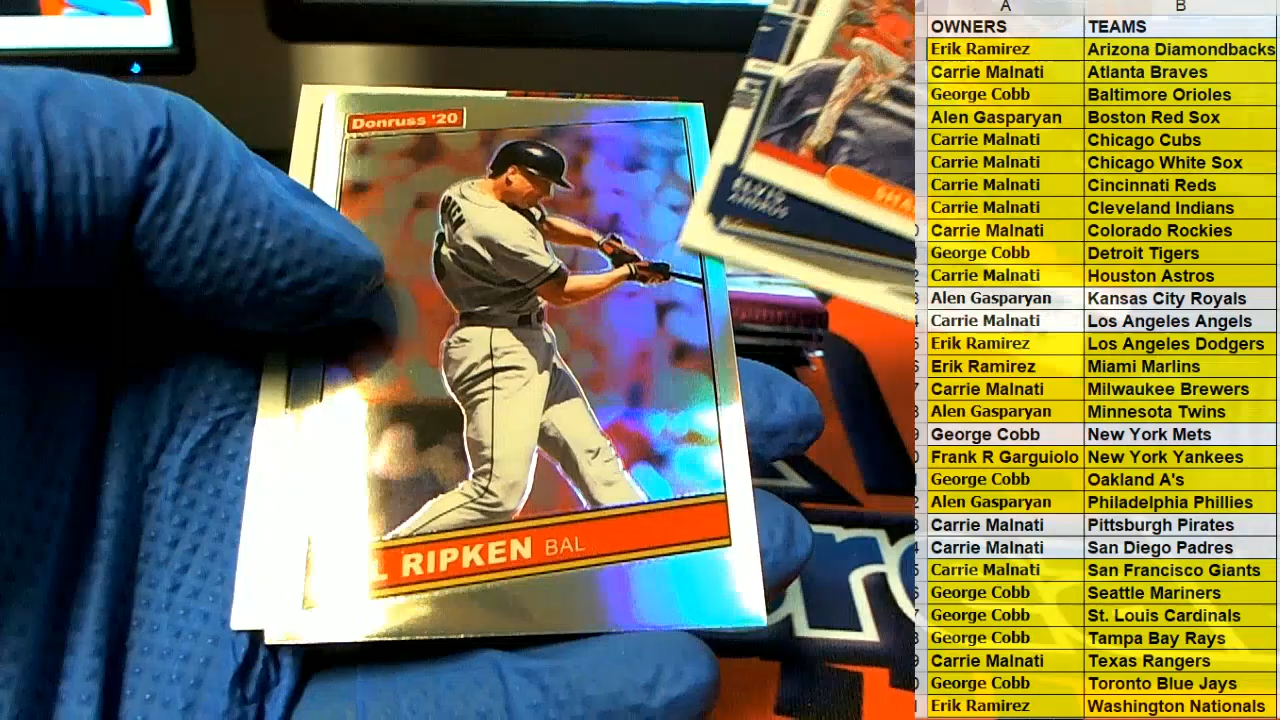 Donruss '20
L RIPKEN BAL
ELVIS
ANDRUS
A B
OWNERS TEAMS
Erik Ramirez Arizona Diamondbacks
Carrie Malnati Atlanta Braves
George Cobb Baltimore Orioles
Alen Gasparyan Boston Red Sox
Carrie Malnati Chicago Cubs
Carrie Malnati Chicago White Sox
Carrie Malnati Cincinnati Reds
Carrie Malnati Cleveland Indians
Carrie Malnati Colorado Rockies
George Cobb Detroit Tigers
Carrie Malnati Houston Astros
Alen Gasparyan Kansas City Royals
Carrie Malnati Los Angeles Angels
Erik Ramirez Los Angeles Dodgers
Erik Ramirez Miami Marlins
Carrie Malnati Milwaukee Brewers
Alen Gasparyan Minnesota Twins
George Cobb New York Mets
Frank R Garguiolo New York Yankees
George Cobb Oakland A's
Alen Gasparyan Philadelphia Phillies
Carrie Malnati Pittsburgh Pirates
Carrie Malnati San Diego Padres
Carrie Malnati San Francisco Giants
George Cobb Seattle Mariners
George Cobb St. Louis Cardinals
George Cobb Tampa Bay Rays
Carrie Malnati Texas Rangers
George Cobb Toronto Blue Jays
Erik Ramirez Washington Nationals